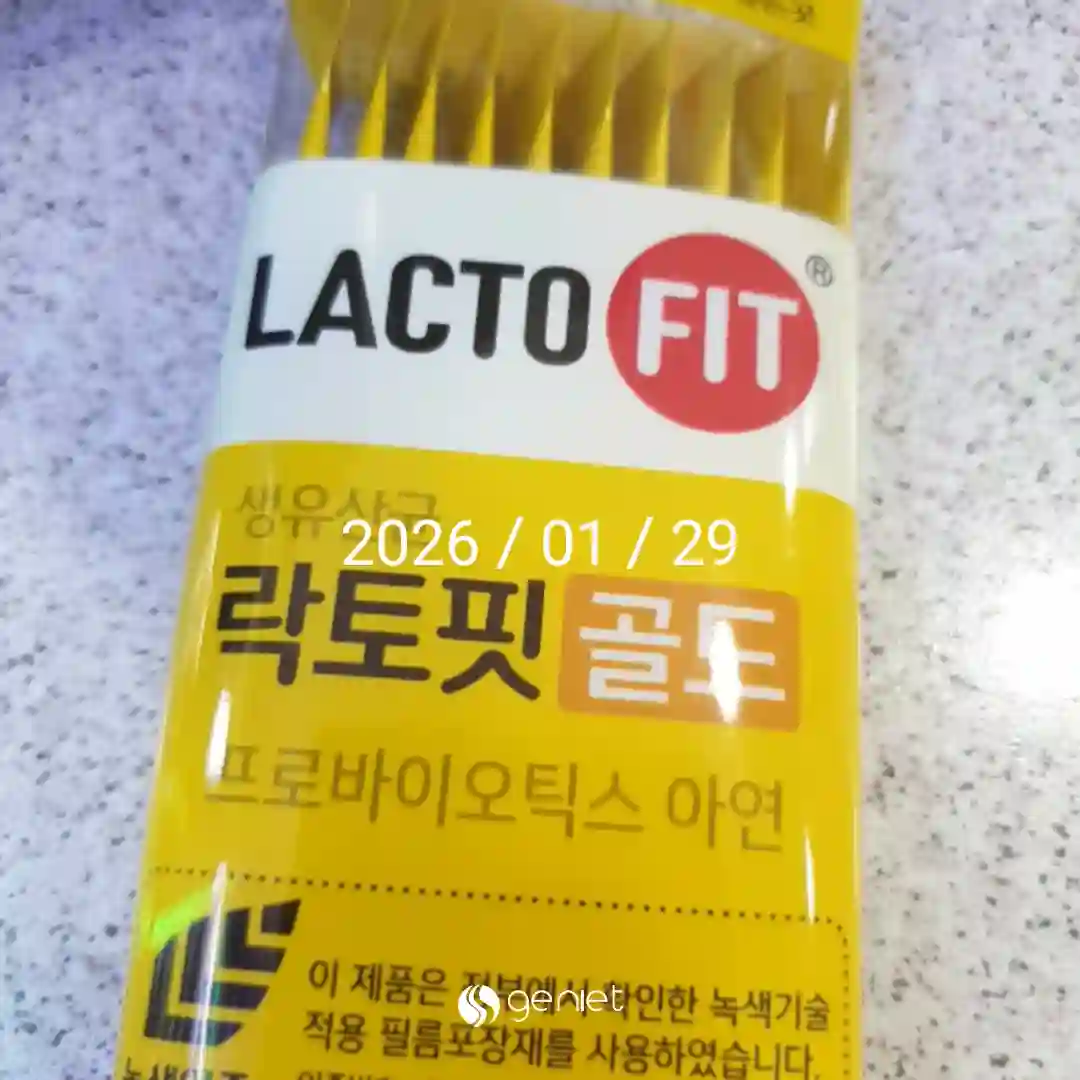 LACTO FIT®
생유산균
2026 / 01 / 29
락토핏 골드
프로바이오틱스 아연
이 제품은 정부에서 확인한 녹색기술
geniet
적용 필름포장재를 사용하였습니다.